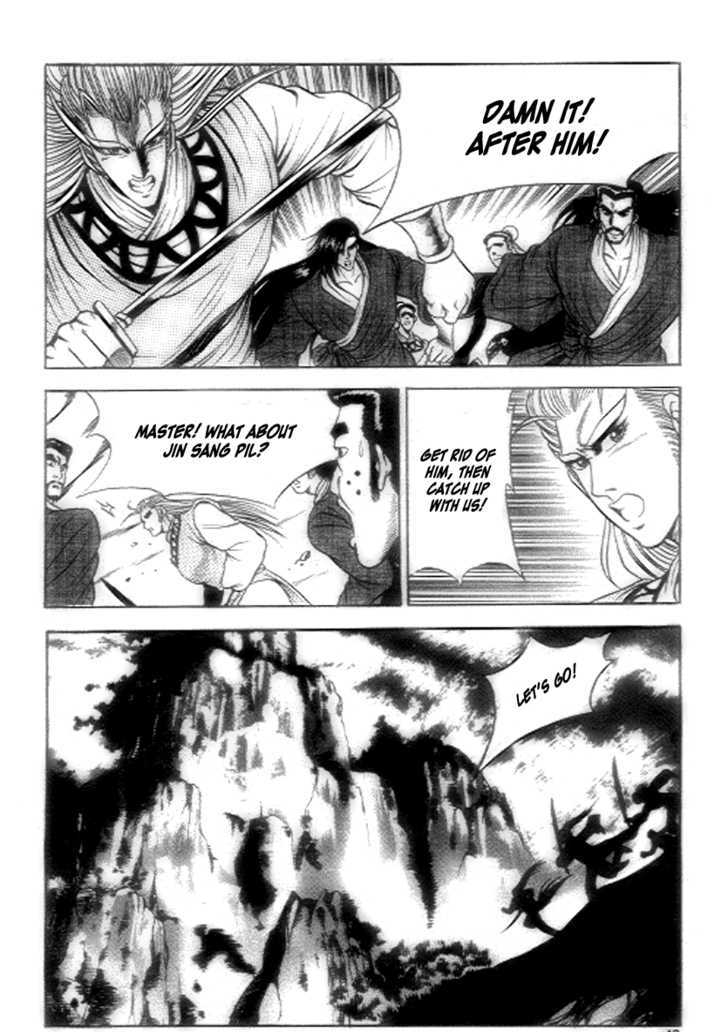 DAMN IT!
AFTER HIM!
MASTER! WHAT ABOUT
JIN SANG PIL?
GET RID OF
HIM, THEN
CATCH UP
WITH US!
LET'S GO!